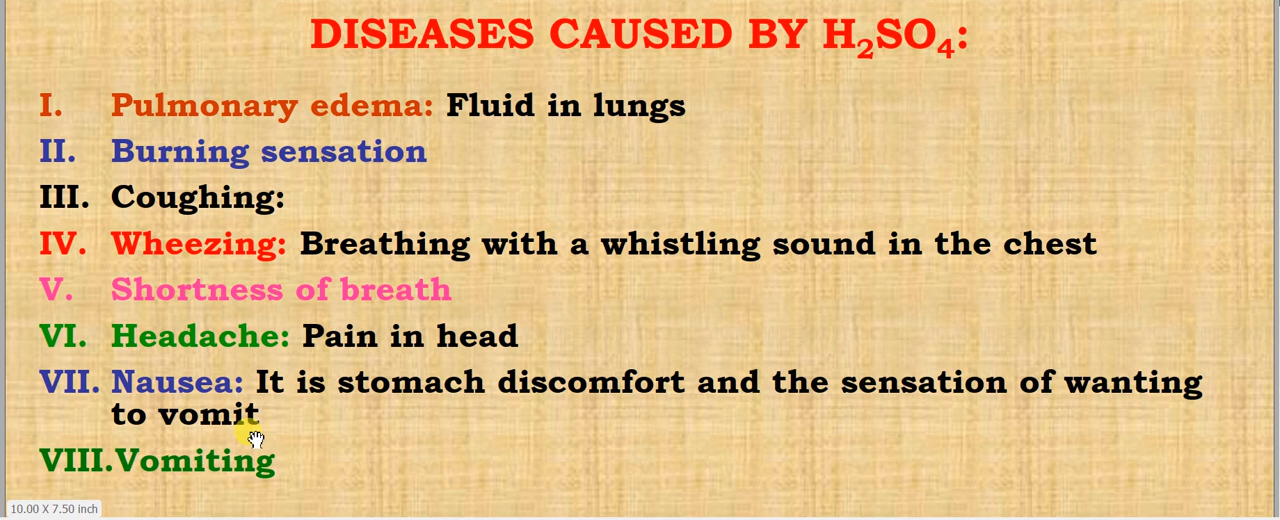 DISEASES CAUSED BY H₂SO₄:
I. Pulmonary edema: Fluid in lungs
II. Burning sensation
III. Coughing:
IV. Wheezing: Breathing with a whistling sound in the chest
V. Shortness of breath
VI. Headache: Pain in head
VII. Nausea: It is stomach discomfort and the sensation of wanting
to vomit
VIII. Vomiting
10.00 X 7.50 inch